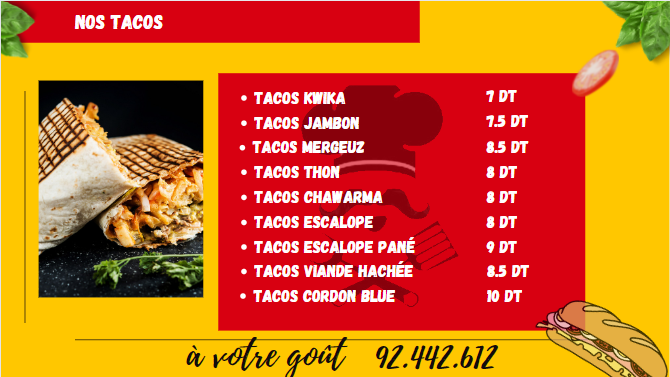 NOS TACOS
• TACOS KWIKA 7 DT
• TACOS JAMBON 7.5 DT
• TACOS MERGEUZ 8.5 DT
• TACOS THON 8 DT
• TACOS CHAWARMA 8 DT
• TACOS ESCALOPE 8 DT
• TACOS ESCALOPE PANÉ 9 DT
• TACOS VIANDE HACHÉE 8.5 DT
• TACOS CORDON BLUE 10 DT
à votre goût 92.442.612